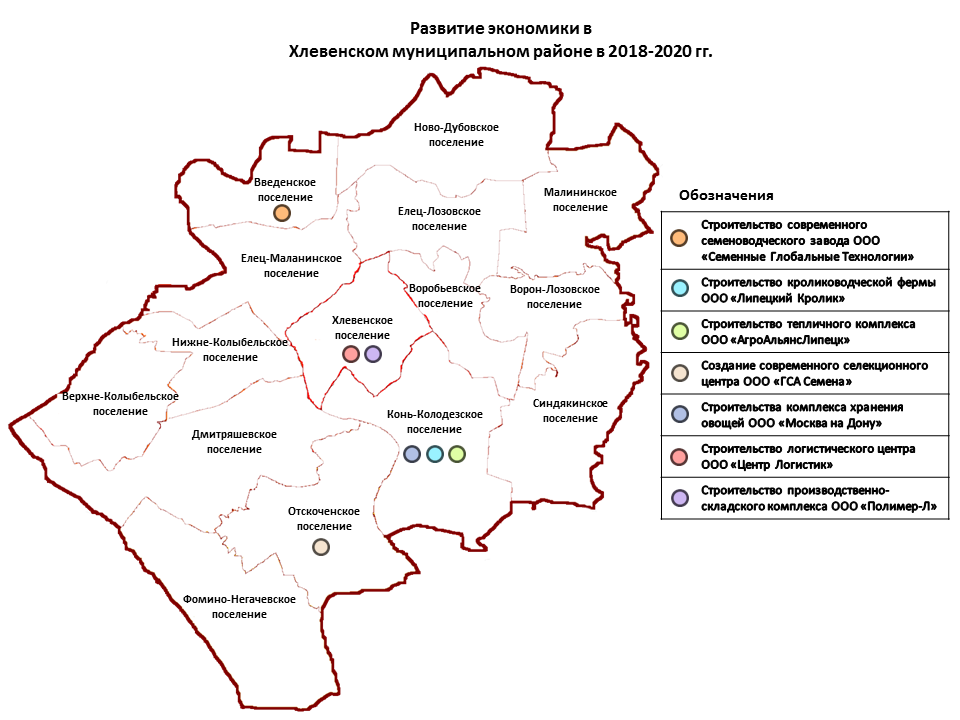 Развитие экономики в
Хлевенском муниципальном районе в 2018-2020 гг.
Ново-Дубовское
поселение
Введенское
поселение
Малининское
поселение
Елец-Лозовское
поселение
Елец-Маланинское
поселение
Воробьевское
поселение
Ворон-Лозовское
поселение
Хлевенское
поселение
Нижне-Колыбельское
поселение
Верхне-Колыбельское
поселение
Конь-Колодезское
поселение
Синдякинское
поселение
Дмитряшевское
поселение
Отскоченское
поселение
Фомино-Негачевское
поселение
Обозначения
Строительство современного
семеноводческого завода ООО
«Семенные Глобальные Технологии»
Строительство кролиководческой фермы
ООО «Липецкий Кролик»
Строительство тепличного комплекса
ООО «АгроАльянсЛипецк»
Создание современного селекционного
центра ООО «ГСА Семена»
Строительства комплекса хранения
овощей ООО «Москва на Дону»
Строительство логистического центра
ООО «Центр Логистик»
Строительство производственно-
складского комплекса ООО «Полимер-Л»